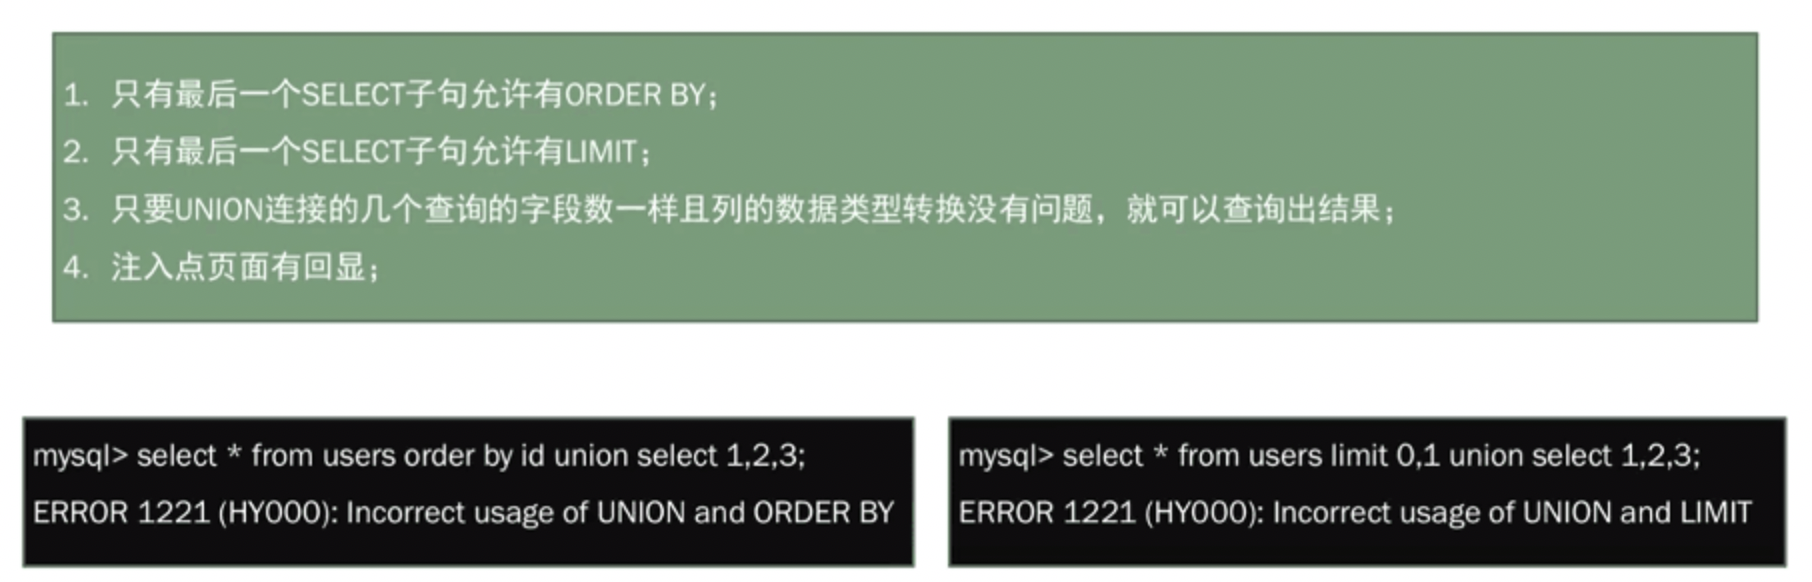 1. 只有最后一个SELECT子句允许有ORDER BY；
2. 只有最后一个SELECT子句允许有LIMIT；
3. 只要UNION连接的几个查询的字段数一样且列的数据类型转换没有问题，就可以查询出结果；
4. 注入点页面有回显；
mysql> select * from users order by id union select 1,2,3;
ERROR 1221 (HY000): Incorrect usage of UNION and ORDER BY
mysql> select * from users limit 0,1 union select 1,2,3;
ERROR 1221 (HY000): Incorrect usage of UNION and LIMIT